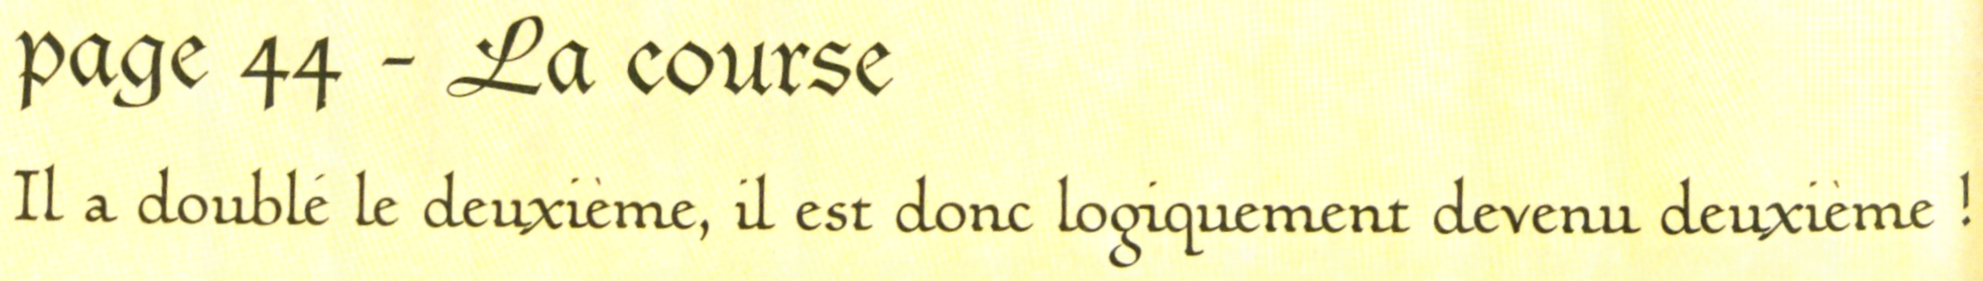 page 44 - La course
Il a doublé le deuxième, il est donc logiquement devenu deuxième !